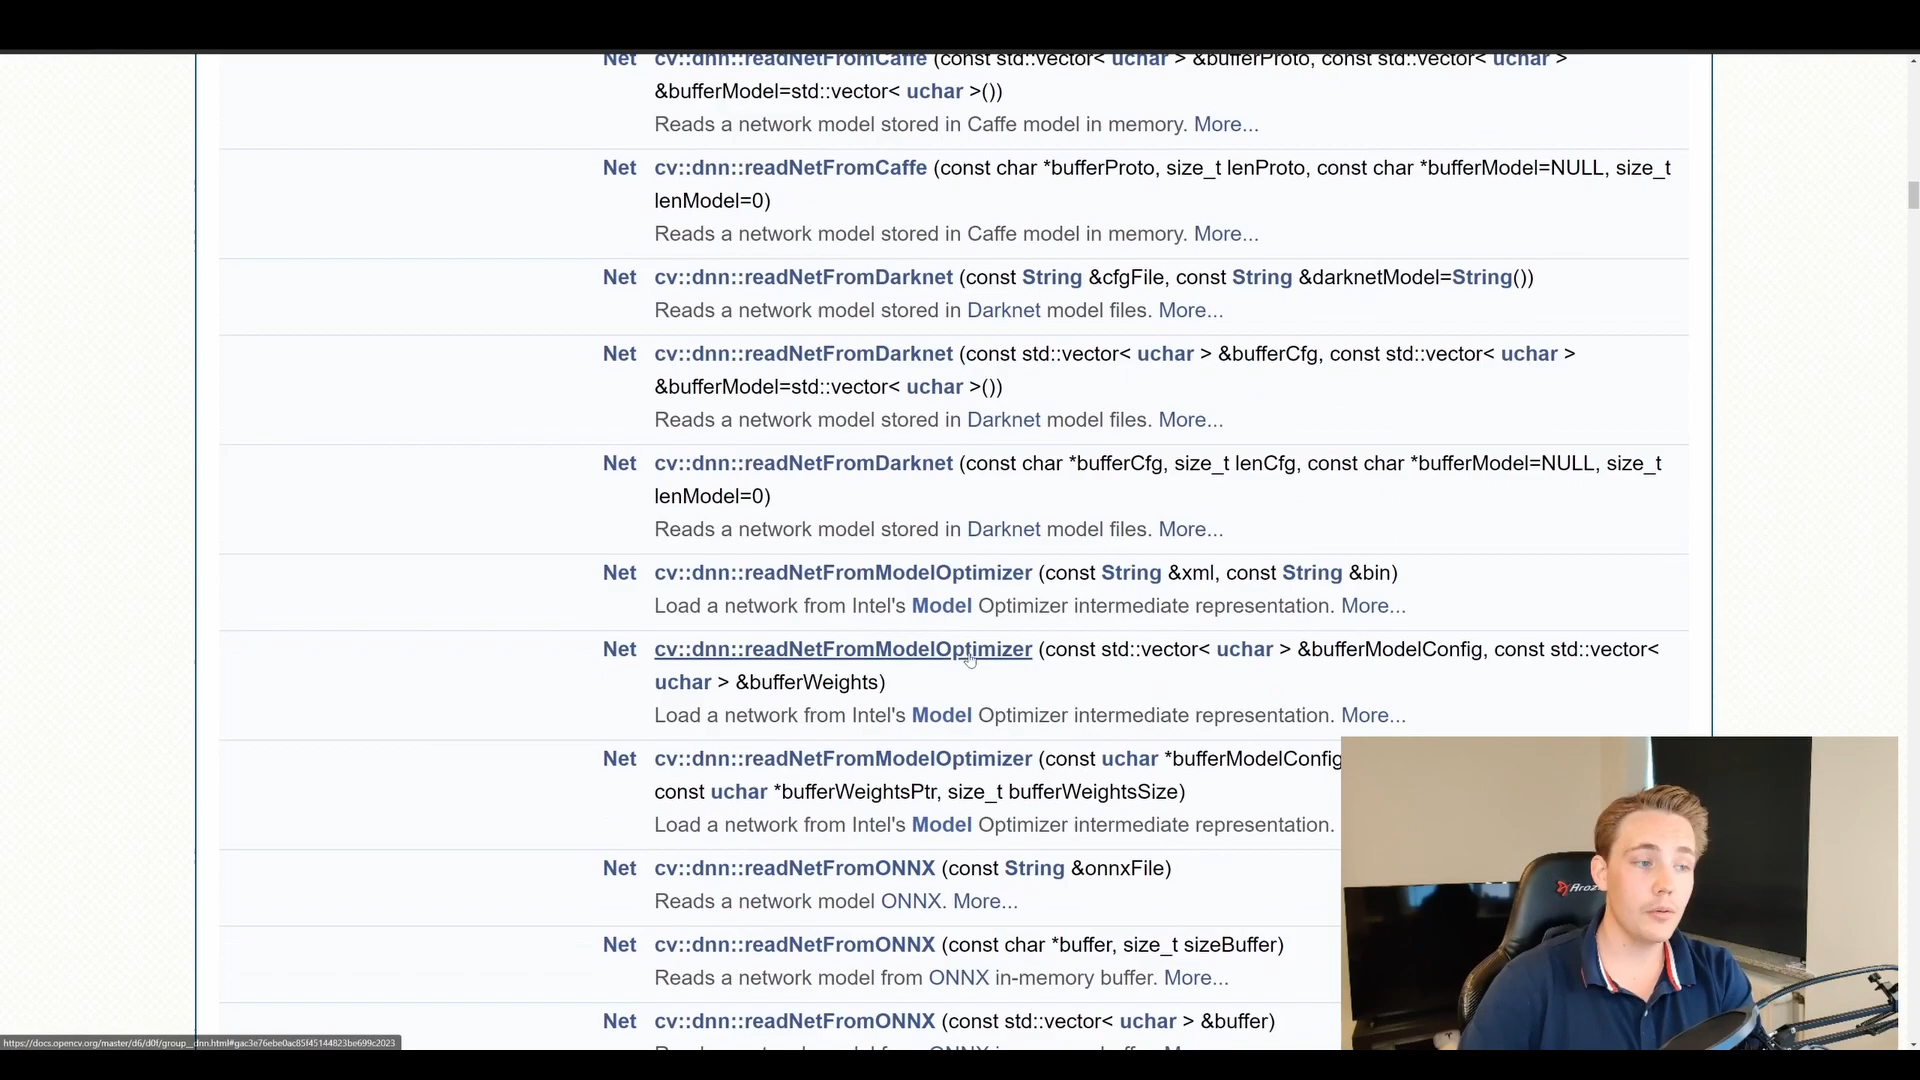 Net cv::dnn::readNetFromCaffe (const std::vector< uchar > &bufferProto, const std::vector< uchar >
&bufferModel=std::vector< uchar >())
Reads a network model stored in Caffe model in memory. More...
Net cv::dnn::readNetFromCaffe (const char *bufferProto, size_t lenProto, const char *bufferModel=NULL, size_t
lenModel=0)
Reads a network model stored in Caffe model in memory. More...
Net cv::dnn::readNetFromDarknet (const String &cfgFile, const String &darknetModel=String())
Reads a network model stored in Darknet model files. More...
Net cv::dnn::readNetFromDarknet (const std::vector< uchar > &bufferCfg, const std::vector< uchar >
&bufferModel=std::vector< uchar >())
Reads a network model stored in Darknet model files. More...
Net cv::dnn::readNetFromDarknet (const char *bufferCfg, size_t lenCfg, const char *bufferModel=NULL, size_t
lenModel=0)
Reads a network model stored in Darknet model files. More...
Net cv::dnn::readNetFromModelOptimizer (const String &xml, const String &bin)
Load a network from Intel's Model Optimizer intermediate representation. More...
Net cv::dnn::readNetFromModelOptimizer (const std::vector< uchar > &bufferModelConfig, const std::vector<
uchar > &bufferWeights)
Load a network from Intel's Model Optimizer intermediate representation. More...
Net cv::dnn::readNetFromModelOptimizer (const uchar *bufferModelConfig
const uchar *bufferWeightsPtr, size_t bufferWeightsSize)
Load a network from Intel's Model Optimizer intermediate representation.
Net cv::dnn::readNetFromONNX (const String &onnxFile)
Reads a network model ONNX. More...
Net cv::dnn::readNetFromONNX (const char *buffer, size_t sizeBuffer)
Reads a network model from ONNX in-memory buffer. More...
Net cv::dnn::readNetFromONNX (const std::vector< uchar > &buffer)
https://docs.opencv.org/master/d6/d0f/group__dnn.html#gac3e76ebe0ac85f45144823be699c2023